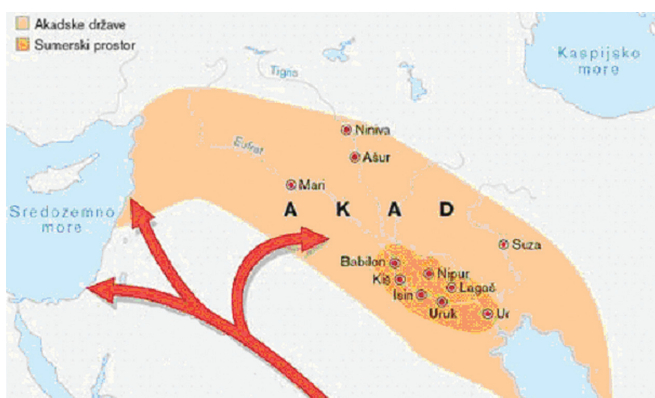 Akadske države
Sumerski prostor
Kaspijsko
more
Tigris
Niniva
Eufrat
Ašur
Mari
A K A D
Sredozemno
more
Suza
Babilon
Nipur
Kiš
Lagaš
Isin
Uruk
Ur